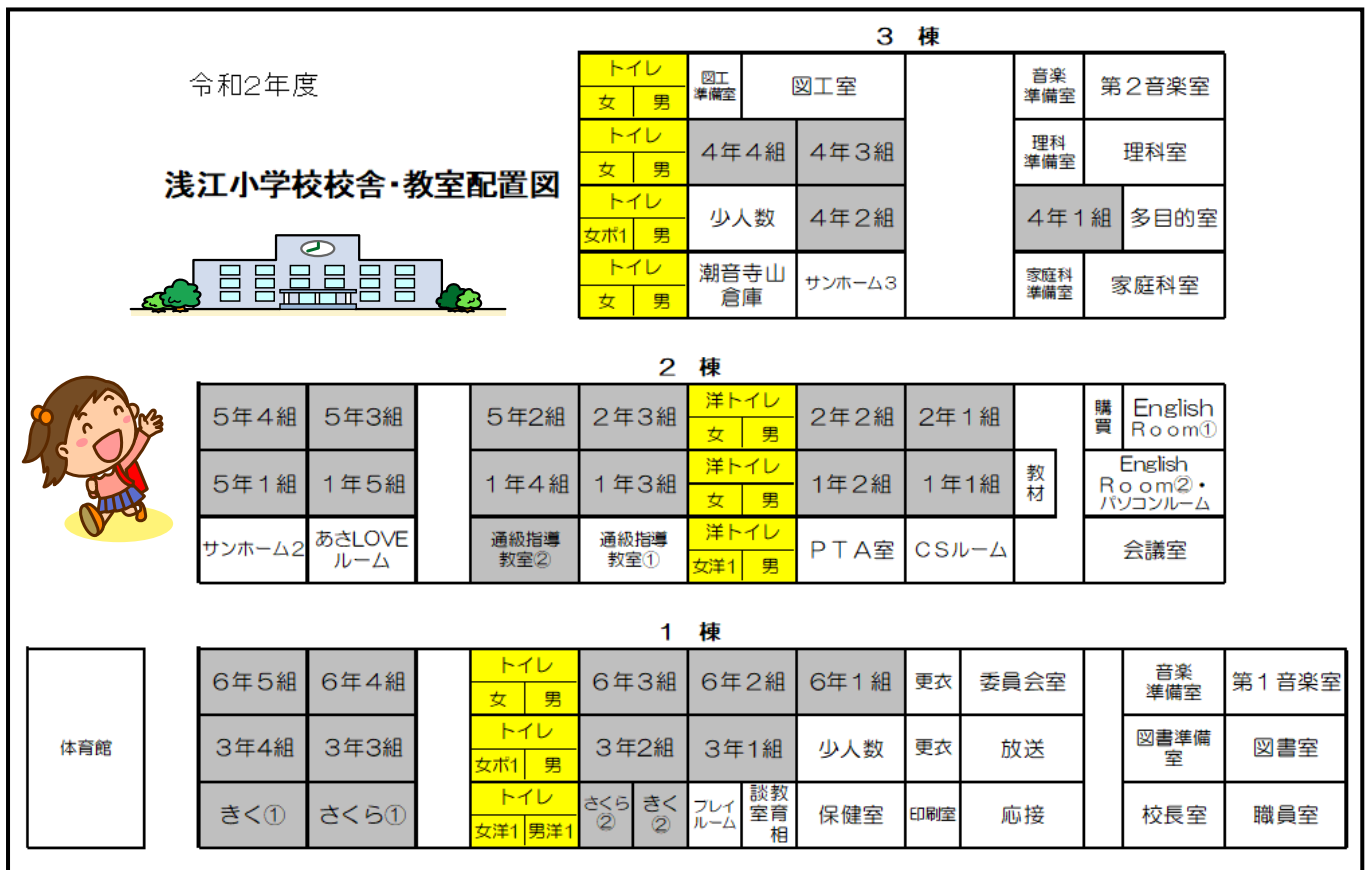 3 棟
令和2年度
浅江小学校校舎・教室配置図
トイレ
女 男
図工
準備室
図工室
音楽
準備室
第2音楽室
トイレ
女 男
4年4組
4年3組
理科
準備室
理科室
トイレ
女ポ1 男
少人数
4年2組
4年1組
多目的室
トイレ
女 男
潮音寺山
倉庫
サンホーム3
家庭科
準備室
家庭科室
2 棟
5年4組
5年3組
5年2組
2年3組
洋トイレ
女 男
2年2組
2年1組
購買
English
Room①
5年1組
1年5組
1年4組
1年3組
洋トイレ
女 男
1年2組
1年1組
教材
English
Room②・
パソコンルーム
サンホーム2
あさLOVE
ルーム
通級指導
教室②
通級指導
教室①
洋トイレ
女洋1 男
PTA室
CSルーム
会議室
1 棟
体育館
6年5組
6年4組
トイレ
女 男
6年3組
6年2組
6年1組
更衣
委員会室
音楽
準備室
第1音楽室
3年4組
3年3組
トイレ
女ポ1 男
3年2組
3年1組
少人数
更衣
放送
図書準備
室
図書室
きく①
さくら①
トイレ
女洋1 男洋1
さくら
②
きく
②
プレイ
ルーム
教育相
談室
保健室
印刷室
応接
校長室
職員室